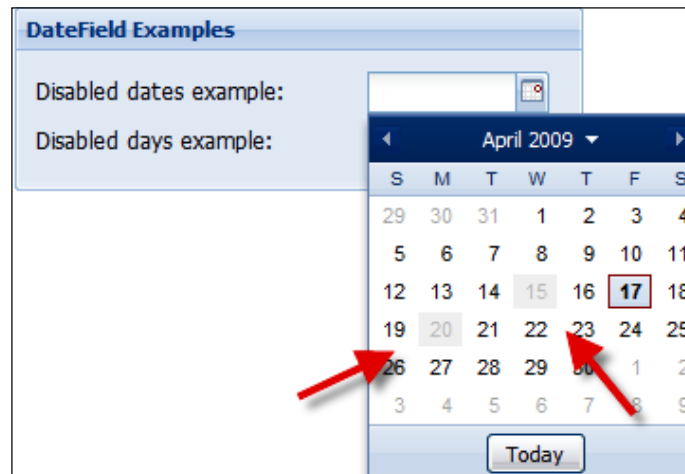 DateField Examples
Disabled dates example:
Disabled days example:
April 2009
S M T W T F S
29 30 31 1 2 3 4
5 6 7 8 9 10 11
12 13 14 15 16 17 18
19 20 21 22 23 24 25
26 27 28 29 30 1 2
3 4 5 6 7 8 9
Today